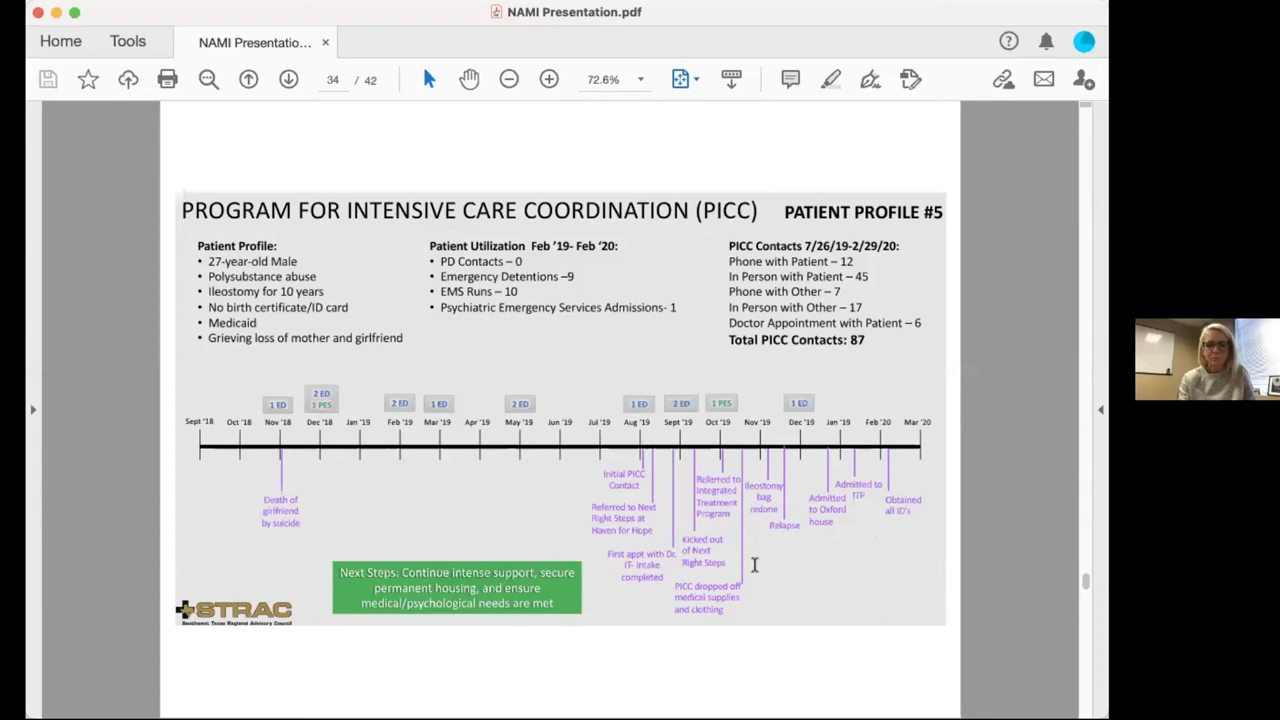 NAMI Presentation.pdf
Home
Tools
NAMI Presentatio... ×
34 / 42
72.6%
PROGRAM FOR INTENSIVE CARE COORDINATION (PICC)
PATIENT PROFILE #5
Patient Profile:
• 27-year-old Male
• Polysubstance abuse
• Ileostomy for 10 years
• No birth certificate/ID card
• Medicaid
• Grieving loss of mother and girlfriend
Patient Utilization Feb '19- Feb '20:
• PD Contacts – 0
• Emergency Detentions –9
• EMS Runs – 10
• Psychiatric Emergency Services Admissions- 1
PICC Contacts 7/26/19-2/29/20:
Phone with Patient – 12
In Person with Patient – 45
Phone with Other – 7
In Person with Other – 17
Doctor Appointment with Patient – 6
Total PICC Contacts: 87
1 ED
2 ED
1 PES
2 ED
1 ED
2 ED
1 ED
2 ED
1 PES
1 ED
Sept '18 Oct '18 Nov '18 Dec '18 Jan '19 Feb '19 Mar '19 Apr '19 May '19 Jun '19 Jul '19 Aug '19 Sept '19 Oct '19 Nov '19 Dec '19 Jan '19 Feb '20 Mar '20
Death of
girlfriend
by suicide
Initial PICC
Contact
Referred to Next
Right Steps at
Haven for Hope
First appt with Dr.
IT- Intake
completed
Kicked out
of Next
Right Steps
Referred to
Integrated
Treatment
Program
PICC dropped off
medical supplies
and clothing
Ileostomy
bag
redone
Relapse
Admitted
to Oxford
house
Admitted to
ITP
Obtained
all ID's
Next Steps: Continue intense support, secure
permanent housing, and ensure
medical/psychological needs are met
STRAC
Southwest Texas Regional Advisory Council